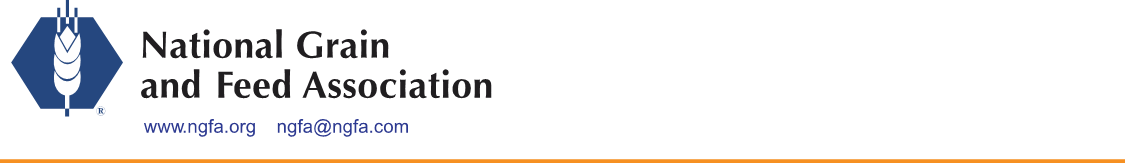 National Grain
and Feed Association
®
www.ngfa.org ngfa@ngfa.com